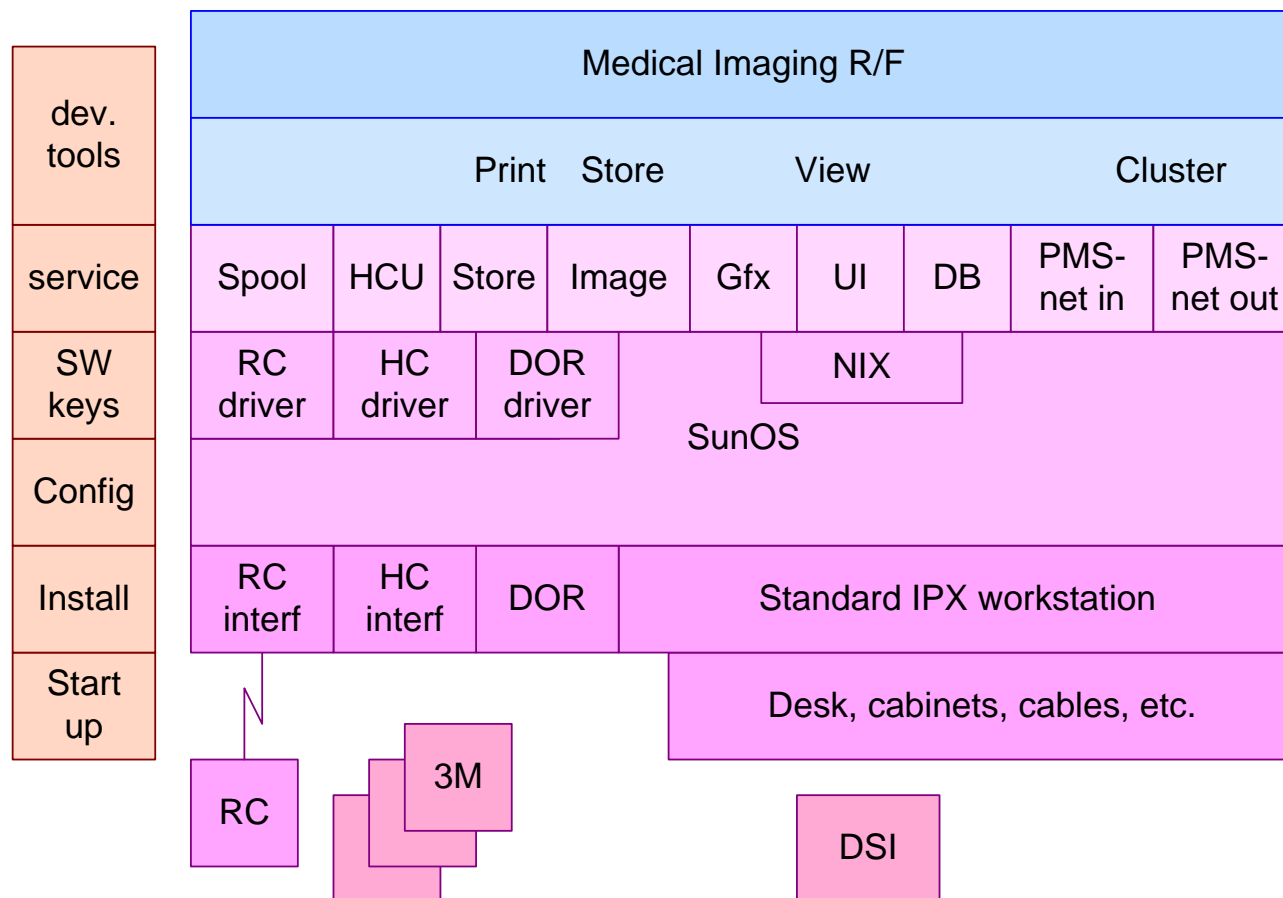 Medical Imaging R/F
dev.
tools
Print Store View Cluster
service
Spool
HCU
Store
Image
Gfx
UI
DB
PMS-
net in
PMS-
net out
SW
keys
RC
driver
HC
driver
DOR
driver
NIX
SunOS
Config
Install
RC
interf
HC
interf
DOR
Standard IPX workstation
Start
up
Desk, cabinets, cables, etc.
3M
RC
DSI